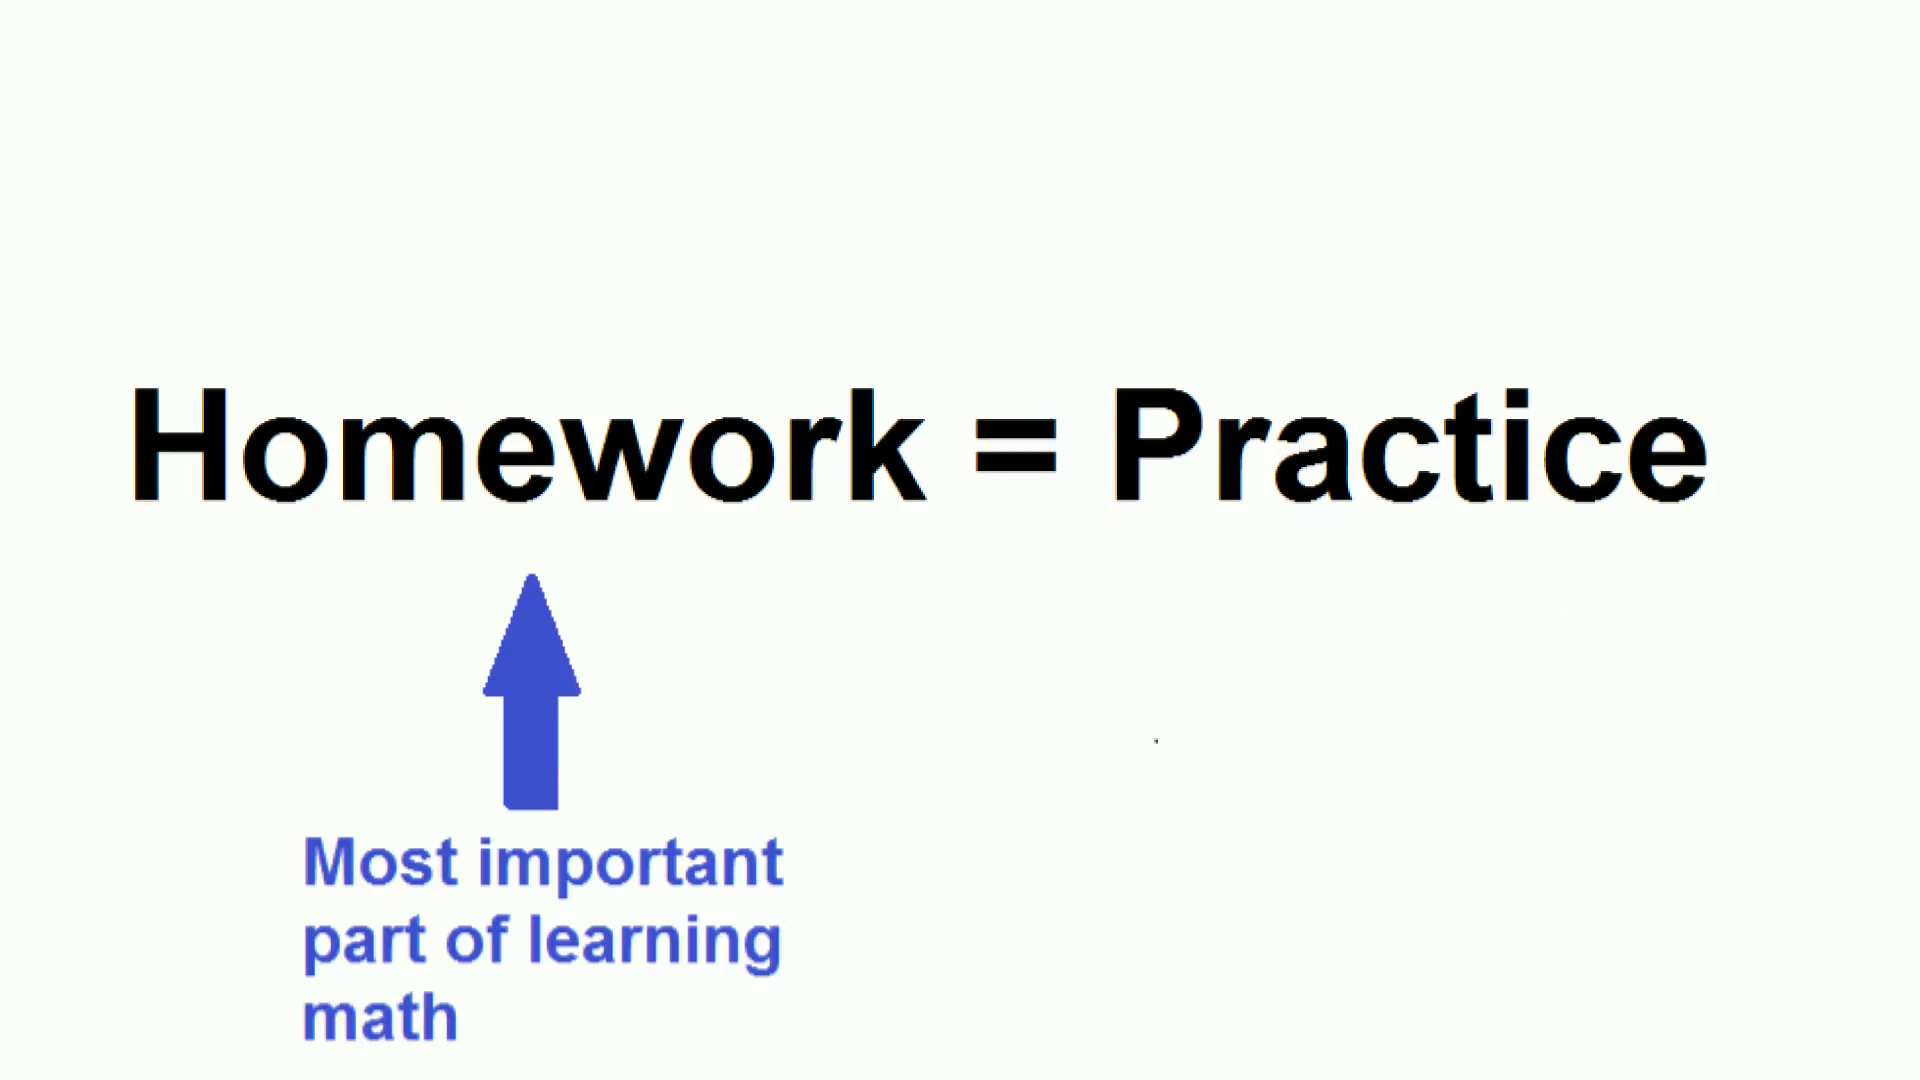 Homework = Practice
Most important
part of learning
math